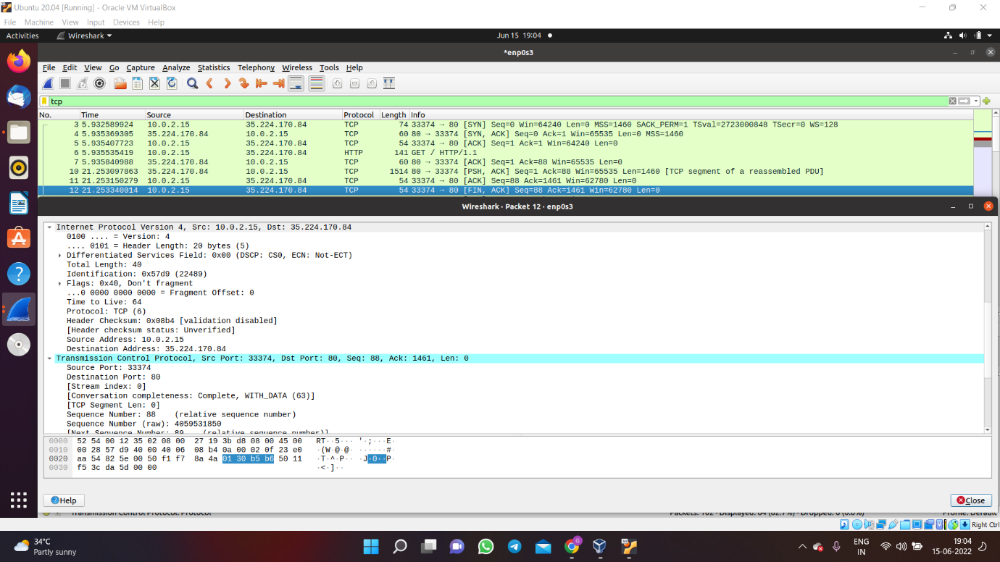 Ubuntu 20.04 [Running] - Oracle VM VirtualBox
File Machine View Input Devices Help
Activities Wireshark Jun 15 19:04
*enp0s3
File Edit View Go Capture Analyze Statistics Telephony Wireless Tools Help
tcp
No. Time Source Destination Protocol Length Info
3 5.932589924 10.0.2.15 35.224.170.84 TCP 74 33374 → 80 [SYN] Seq=0 Win=64240 Len=0 MSS=1460 SACK_PERM=1 TSval=2723000848 TSecr=0 WS=128
4 5.935369305 35.224.170.84 10.0.2.15 TCP 60 80 → 33374 [SYN, ACK] Seq=0 Ack=1 Win=65535 Len=0 MSS=1460
5 5.935407723 10.0.2.15 35.224.170.84 TCP 54 33374 → 80 [ACK] Seq=1 Ack=1 Win=64240 Len=0
6 5.935535419 10.0.2.15 35.224.170.84 HTTP 141 GET / HTTP/1.1
7 5.935840988 35.224.170.84 10.0.2.15 TCP 60 80 → 33374 [ACK] Seq=1 Ack=88 Win=65535 Len=0
10 21.253097863 35.224.170.84 10.0.2.15 TCP 1514 80 → 33374 [PSH, ACK] Seq=1 Ack=88 Win=65535 Len=1460 [TCP segment of a reassembled PDU]
11 21.253150279 10.0.2.15 35.224.170.84 TCP 54 33374 → 80 [ACK] Seq=88 Ack=1461 Win=62780 Len=0
12 21.253340014 10.0.2.15 35.224.170.84 TCP 54 33374 → 80 [FIN, ACK] Seq=88 Ack=1461 Win=62780 Len=0
Wireshark · Packet 12 · enp0s3
Internet Protocol Version 4, Src: 10.0.2.15, Dst: 35.224.170.84
0100 .... = Version: 4
.... 0101 = Header Length: 20 bytes (5)
Differentiated Services Field: 0x00 (DSCP: CS0, ECN: Not-ECT)
Total Length: 40
Identification: 0x57d9 (22489)
Flags: 0x40, Don't fragment
...0 0000 0000 0000 = Fragment Offset: 0
Time to Live: 64
Protocol: TCP (6)
Header Checksum: 0x08b4 [validation disabled]
[Header checksum status: Unverified]
Source Address: 10.0.2.15
Destination Address: 35.224.170.84
Transmission Control Protocol, Src Port: 33374, Dst Port: 80, Seq: 88, Ack: 1461, Len: 0
Source Port: 33374
Destination Port: 80
[Stream index: 0]
[Conversation completeness: Complete, WITH_DATA (63)]
[TCP Segment Len: 0]
Sequence Number: 88 (relative sequence number)
Sequence Number (raw): 4059531850
[Next Sequence Number: 89 (relative sequence number)]
0000 52 54 00 12 35 02 08 00 27 19 3b d8 08 00 45 00 RT··5··· '·;···E·
0010 00 28 57 d9 40 00 40 06 08 b4 0a 00 02 0f 23 e0 ·(W·@·@· ······#·
0020 aa 54 82 5e 00 50 f1 f7 8a 4a 01 30 b5 b6 50 11 ·T·^·P·· ·J·0··P·
0030 f5 3c da 5d 00 00 ·<·]··
Help Close
Transmission Control Protocol: Protocol Packets: 102 · Displayed: 64 (62.7%) · Dropped: 0 (0.0%) Profile: Default
Right Ctrl
34°C
Partly sunny
G
ENG
IN
19:04
15-06-2022